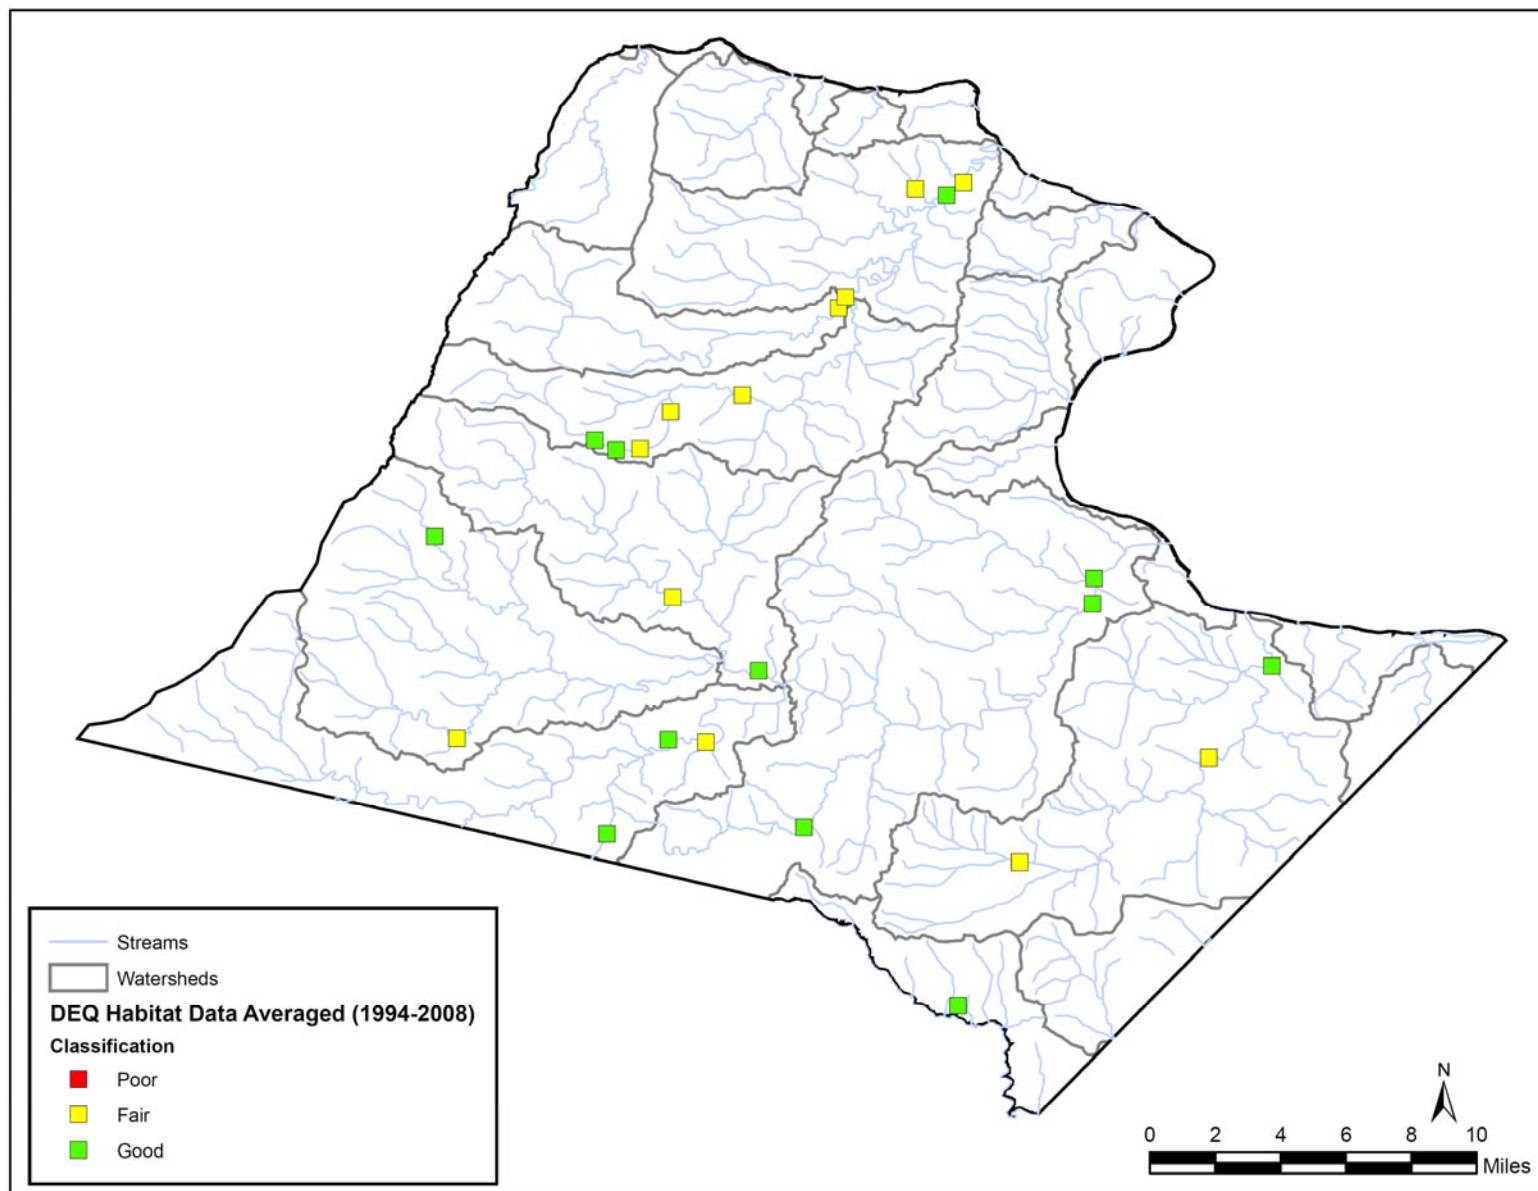 Streams
Watersheds
DEQ Habitat Data Averaged (1994-2008)
Classification
Poor
Fair
Good
N
0 2 4 6 8 10
Miles